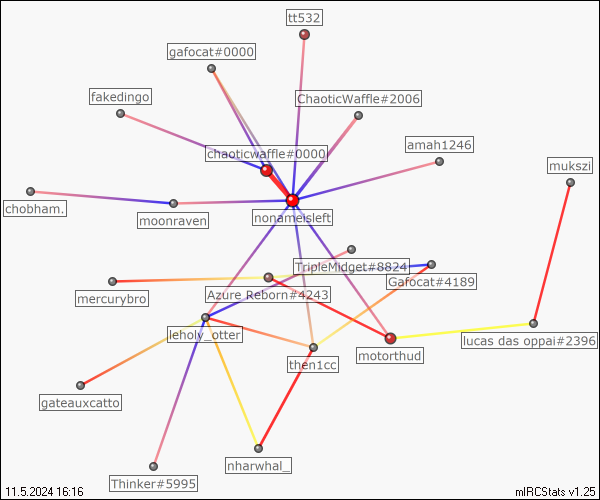 tt532
gafocat#0000
fakedingo
ChaoticWaffle#2006
amah1246
chaoticwaffle#0000
mukszi
chobham.
moonraven
nonameisleft
TripleMidget#8824
Gafocat#4189
mercurybro
Azure_Reborn#4243
leholy_otter
lucas das oppai#2396
motorthud
then1cc
gateauxcatto
nharwhal_
Thinker#5995
11.5.2024 16:16
mIRCStats v1.25